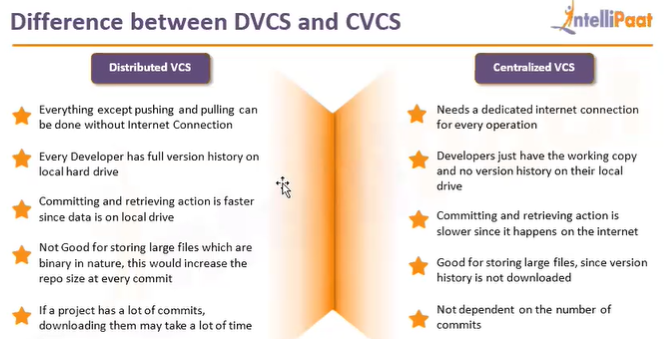 Difference between DVCS and CVCS
IntelliPaat
Distributed VCS
Everything except pushing and pulling can
be done without Internet Connection
Every Developer has full version history on
local hard drive
Committing and retrieving action is faster
since data is on local drive
Not Good for storing large files which are
binary in nature, this would increase the
repo size at every commit
If a project has a lot of commits,
downloading them may take a lot of time
Centralized VCS
Needs a dedicated internet connection
for every operation
Developers just have the working copy
and no version history on their local
drive
Committing and retrieving action is
slower since it happens on the internet
Good for storing large files, since version
history is not downloaded
Not dependent on the number of
commits